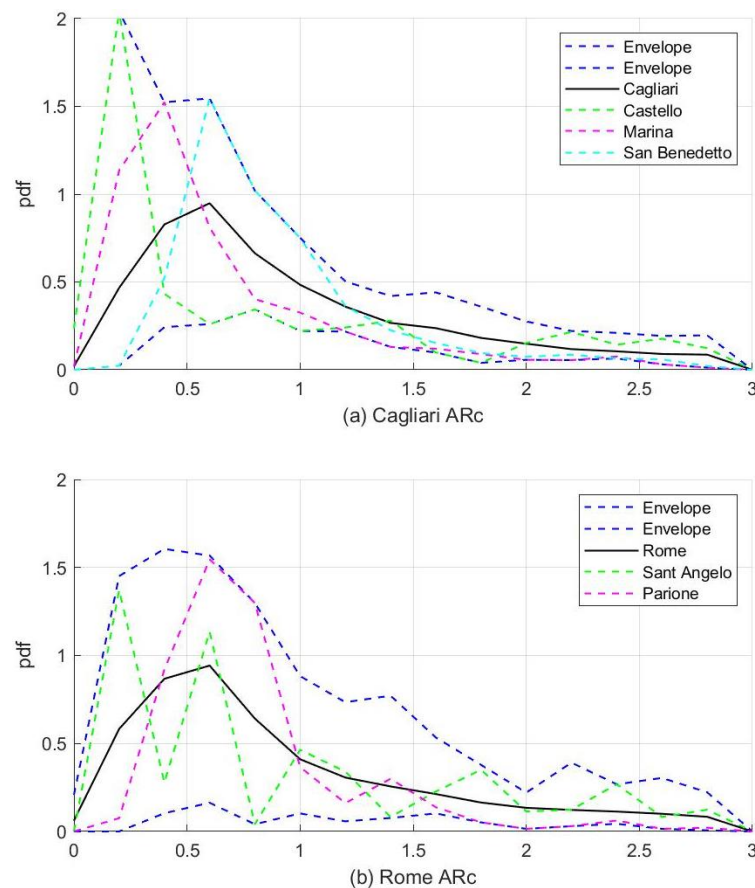 2
1.5
1
0.5
0
pdf
Envelope
Envelope
Cagliari
Castello
Marina
San Benedetto
0 0.5 1 1.5 2 2.5 3
(a) Cagliari ARc
2
1.5
1
0.5
0
pdf
Envelope
Envelope
Rome
Sant Angelo
Parione
0 0.5 1 1.5 2 2.5 3
(b) Rome ARc